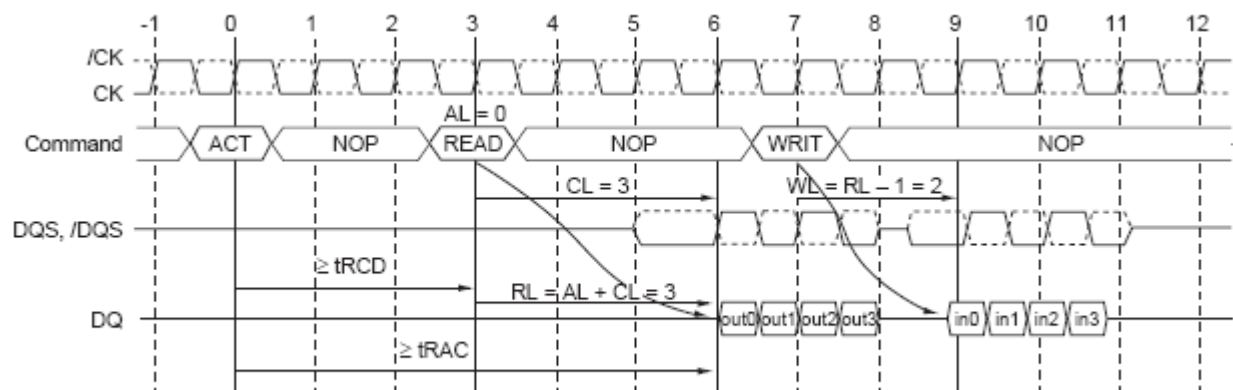 -1 0 1 2 3 4 5 6 7 8 9 10 11 12
/CK
CK
AL = 0
Command ACT NOP READ NOP WRIT NOP
CL = 3 WL = RL – 1 = 2
DQS, /DQS
≥ tRCD
RL = AL + CL = 3
DQ out0 out1 out2 out3 in0 in1 in2 in3
≥ tRAC